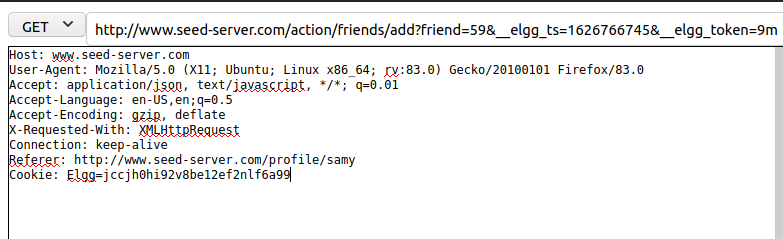 GET
http://www.seed-server.com/action/friends/add?friend=59&__elgg_ts=1626766745&__elgg_token=9m
Host: www.seed-server.com
User-Agent: Mozilla/5.0 (X11; Ubuntu; Linux x86_64; rv:83.0) Gecko/20100101 Firefox/83.0
Accept: application/json, text/javascript, */*; q=0.01
Accept-Language: en-US,en;q=0.5
Accept-Encoding: gzip, deflate
X-Requested-With: XMLHttpRequest
Connection: keep-alive
Referer: http://www.seed-server.com/profile/samy
Cookie: Elgg=jccjh0hi92v8be12ef2nlf6a99